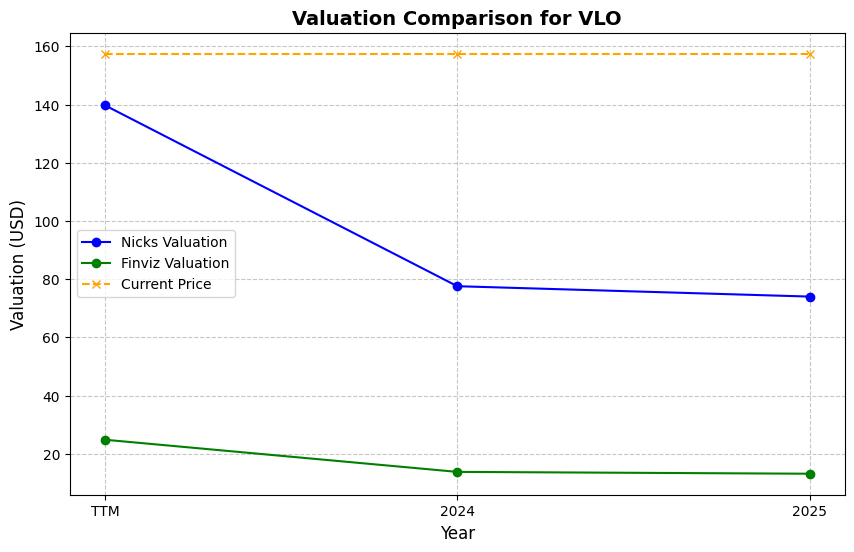 Valuation Comparison for VLO
Valuation (USD)
160
140
120
100
80
60
40
20
Nicks Valuation
Finviz Valuation
Current Price
TTM
2024
2025
Year